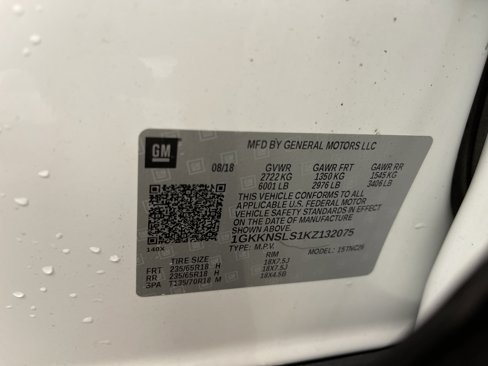 GM
MFD BY GENERAL MOTORS LLC
08/18 GVWR GAWR FRT GAWR RR
2722 KG 1350 KG 1545 KG
6001 LB 2976 LB 3406 LB
THIS VEHICLE CONFORMS TO ALL
APPLICABLE U.S. FEDERAL MOTOR
VEHICLE SAFETY STANDARDS IN EFFECT
ON THE DATE OF MANUFACTURE
SHOWN ABOVE.
1GKKNSLS1KZ132075
TYPE: M.P.V. MODEL: 1STNC26
TIRE SIZE RIM
FRT 235/65R18 H 18X7.5J
RR 235/65R18 H 18X7.5J
SPA T135/70R18 M 18X4.5B